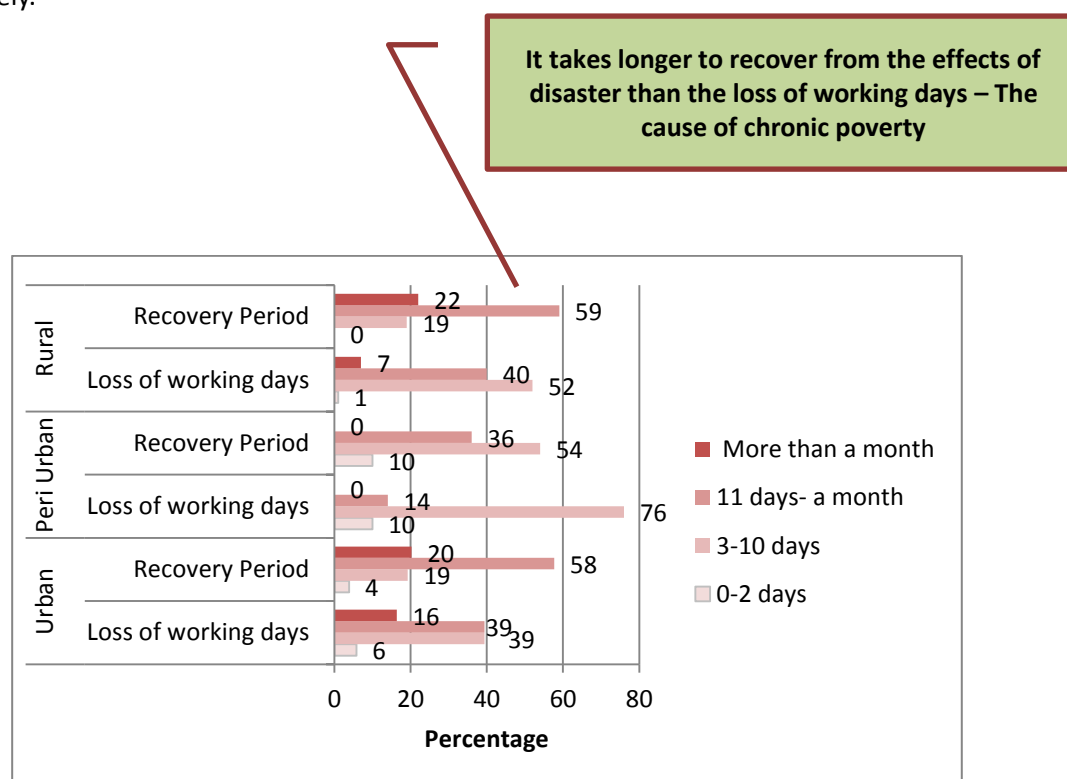 ely.
It takes longer to recover from the effects of
disaster than the loss of working days – The
cause of chronic poverty
Rural
Recovery Period
22
59
19
0
Loss of working days
7
40
52
1
Peri Urban
Recovery Period
0
36
54
10
Loss of working days
0
14
76
10
Urban
Recovery Period
20
58
19
4
Loss of working days
16
39
39
6
More than a month
11 days- a month
3-10 days
0-2 days
0 20 40 60 80
Percentage